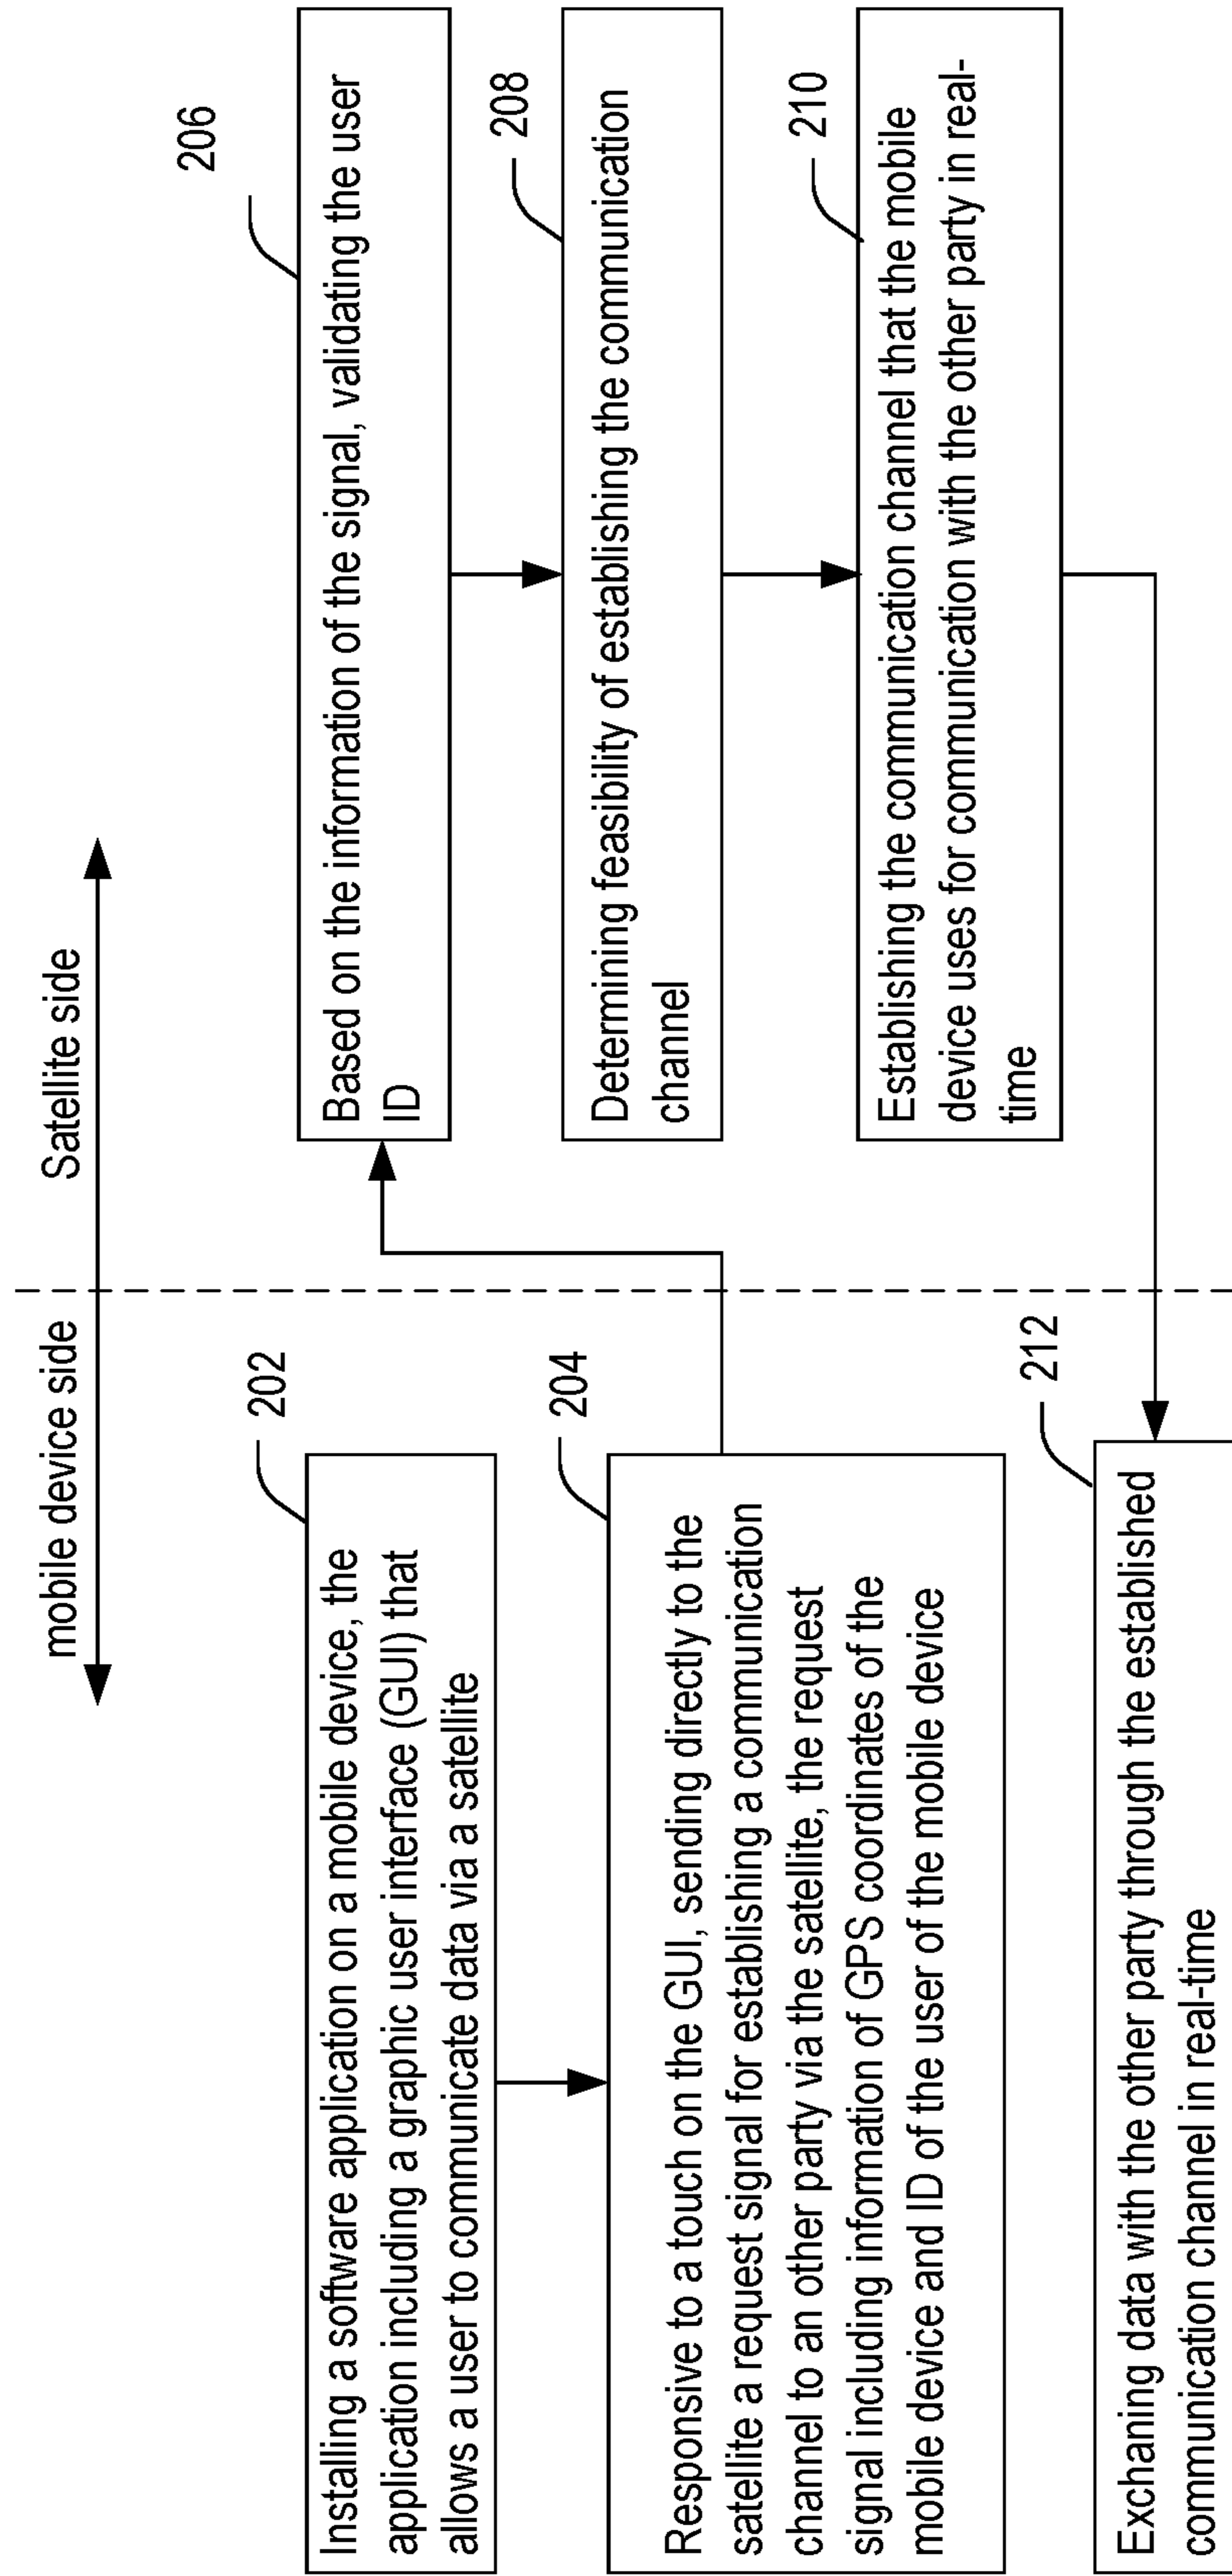 mobile device side
Satellite side
202
Installing a software application on a mobile device, the
application including a graphic user interface (GUI) that
allows a user to communicate data via a satellite
204
Responsive to a touch on the GUI, sending directly to the
satellite a request signal for establishing a communication
channel to an other party via the satellite, the request
signal including information of GPS coordinates of the
mobile device and ID of the user of the mobile device
206
Based on the information of the signal, validating the user
ID
208
Determining feasibility of establishing the communication
channel
210
Establishing the communication channel that the mobile
device uses for communication with the other party in real-
time
212
Exchaning data with the other party through the established
communication channel in real-time